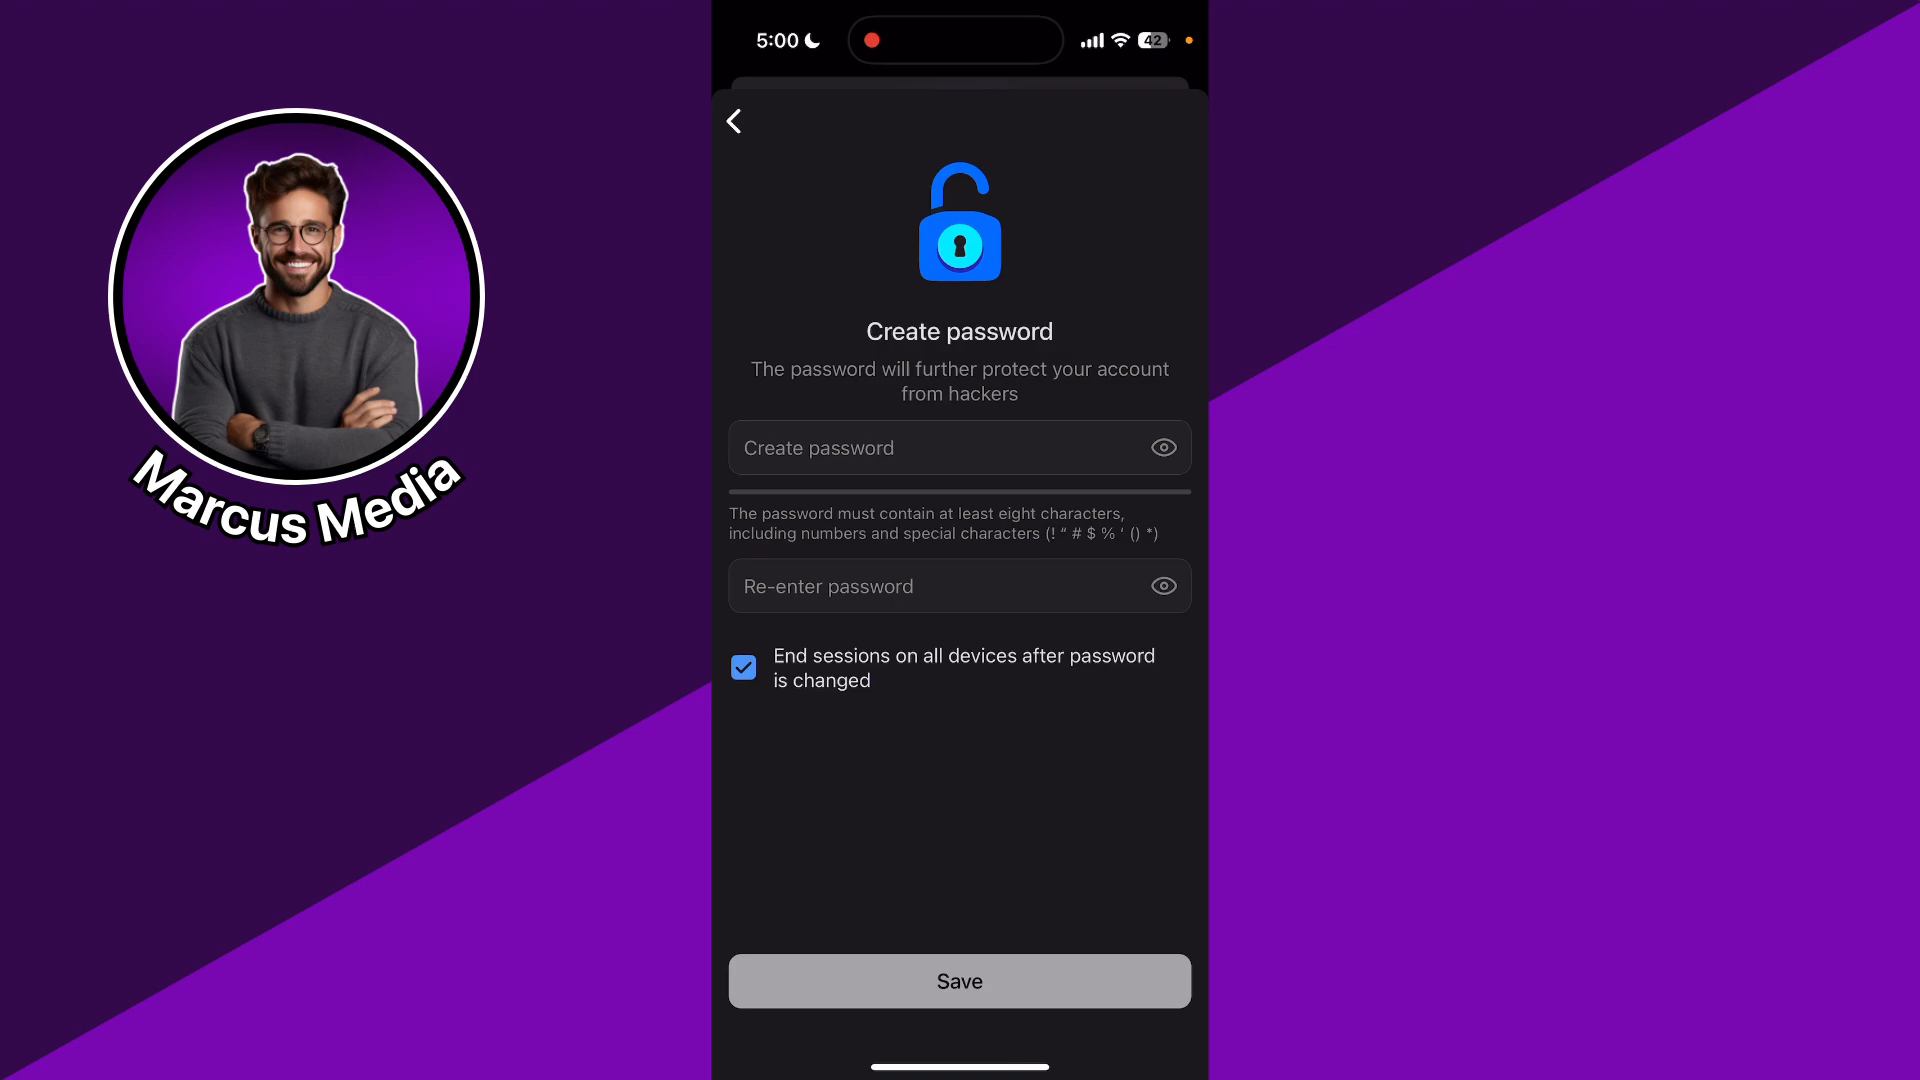 5:00
42
Marcus Media
Create password
The password will further protect your account
from hackers
Create password
The password must contain at least eight characters,
including numbers and special characters (! “ # $ % ‘ () *)
Re-enter password
End sessions on all devices after password
is changed
Save